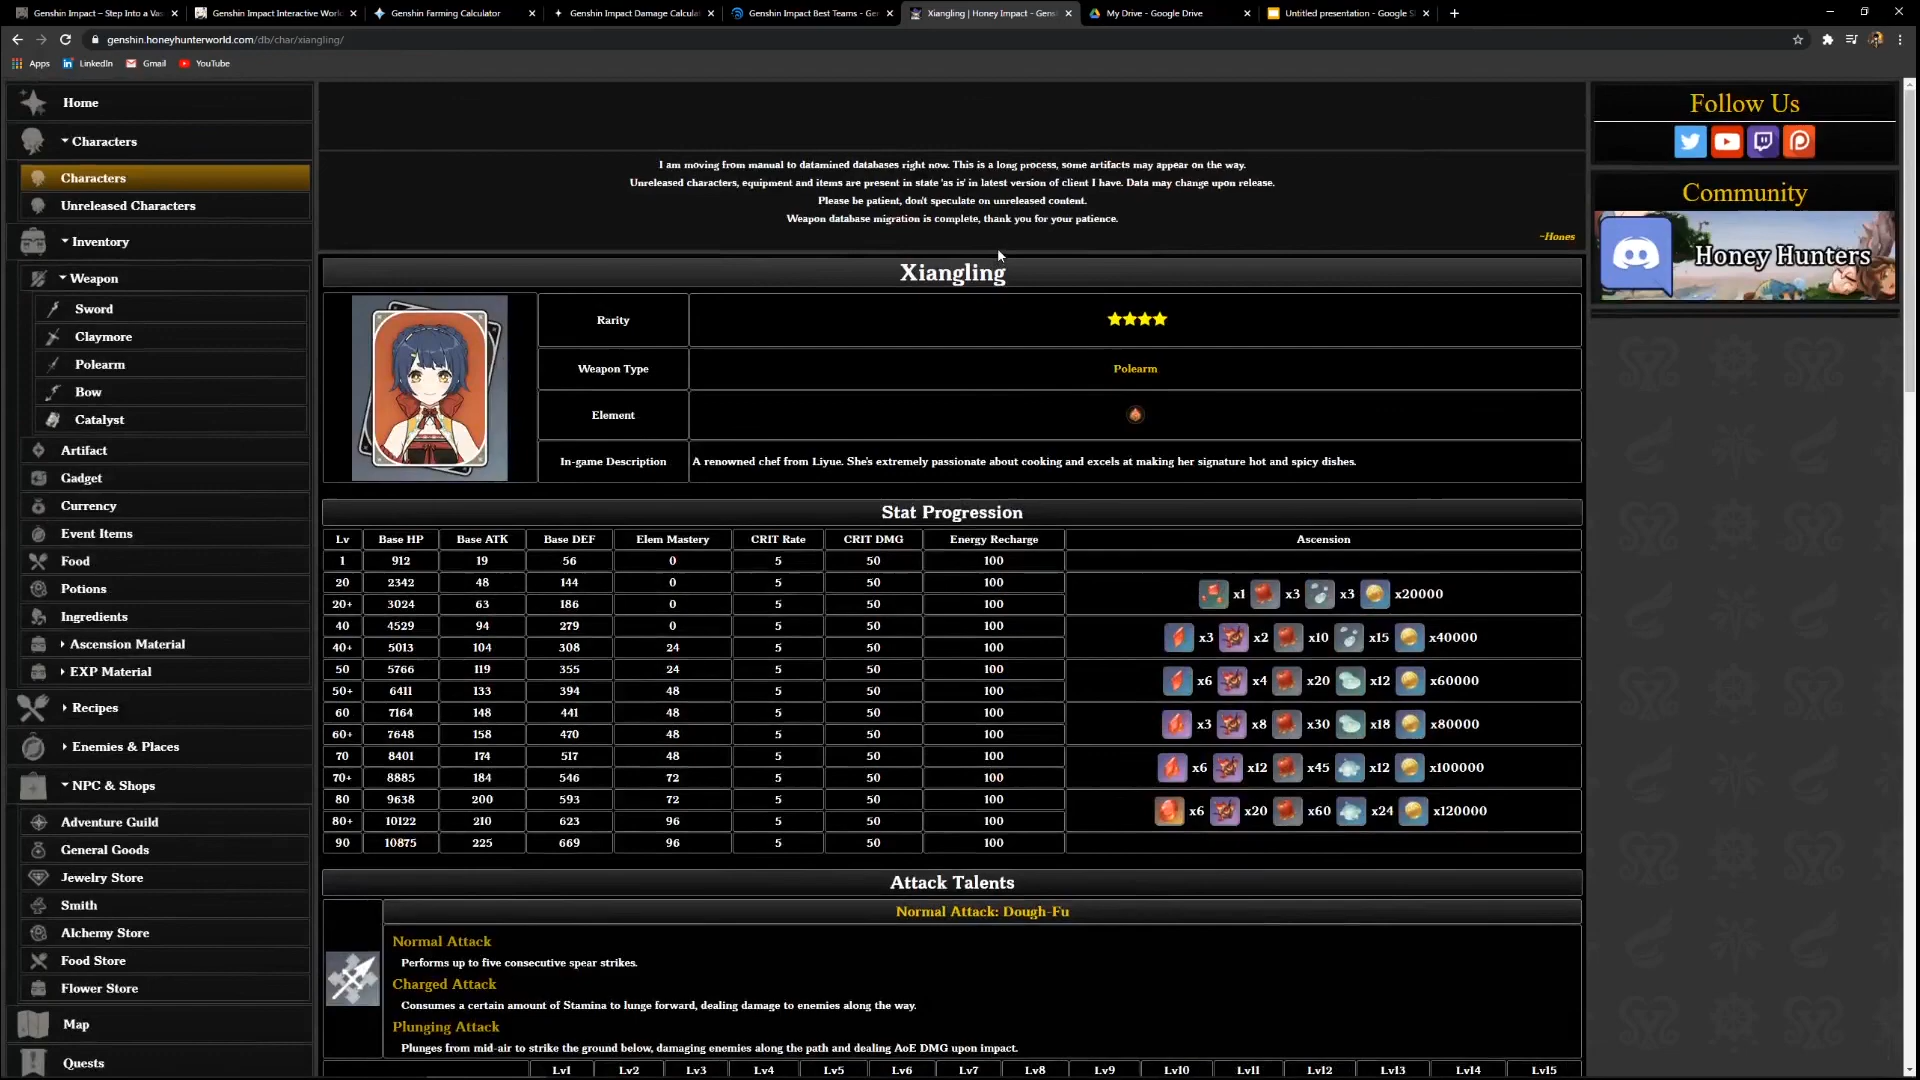 Genshin Impact – Step Into a Vas
Genshin Impact Interactive Worl
Genshin Farming Calculator
Genshin Impact Damage Calcula
Genshin Impact Best Teams - Ge
Xiangling | Honey Impact - Gens
My Drive - Google Drive
Untitled presentation - Google S
genshin.honeyhunterworld.com/db/char/xiangling/
Apps LinkedIn Gmail YouTube
Home
Characters
Characters
Unreleased Characters
Inventory
Weapon
Sword
Claymore
Polearm
Bow
Catalyst
Artifact
Gadget
Currency
Event Items
Food
Potions
Ingredients
Ascension Material
EXP Material
Recipes
Enemies & Places
NPC & Shops
Adventure Guild
General Goods
Jewelry Store
Smith
Alchemy Store
Food Store
Flower Store
Map
Quests
I am moving from manual to datamined databases right now. This is a long process, some artifacts may appear on the way.
Unreleased characters, equipment and items are present in state 'as is' in latest version of client I have. Data may change upon release.
Please be patient, don't speculate on unreleased content.
Weapon database migration is complete, thank you for your patience.
~Hones
Xiangling
Rarity
Weapon Type Polearm
Element
In-game Description A renowned chef from Liyue. She's extremely passionate about cooking and excels at making her signature hot and spicy dishes.
Stat Progression
Lv Base HP Base ATK Base DEF Elem Mastery CRIT Rate CRIT DMG Energy Recharge Ascension
1 912 19 56 0 5 50 100
20 2342 48 144 0 5 50 100
x1 x3 x3 x20000
20+ 3024 63 186 0 5 50 100
40 4529 94 279 0 5 50 100
x3 x2 x10 x15 x40000
40+ 5013 104 308 24 5 50 100
50 5766 119 355 24 5 50 100
x6 x4 x20 x12 x60000
50+ 6411 133 394 48 5 50 100
60 7164 148 441 48 5 50 100
x3 x8 x30 x18 x80000
60+ 7648 158 470 48 5 50 100
70 8401 174 517 48 5 50 100
x6 x12 x45 x12 x100000
70+ 8885 184 546 72 5 50 100
80 9638 200 593 72 5 50 100
x6 x20 x60 x24 x120000
80+ 10122 210 623 96 5 50 100
90 10875 225 669 96 5 50 100
Attack Talents
Normal Attack: Dough-Fu
Normal Attack
Performs up to five consecutive spear strikes.
Charged Attack
Consumes a certain amount of Stamina to lunge forward, dealing damage to enemies along the way.
Plunging Attack
Plunges from mid-air to strike the ground below, damaging enemies along the path and dealing AoE DMG upon impact.
Lv1 Lv2 Lv3 Lv4 Lv5 Lv6 Lv7 Lv8 Lv9 Lv10 Lv11 Lv12 Lv13 Lv14 Lv15
Follow Us
Community
Honey Hunters